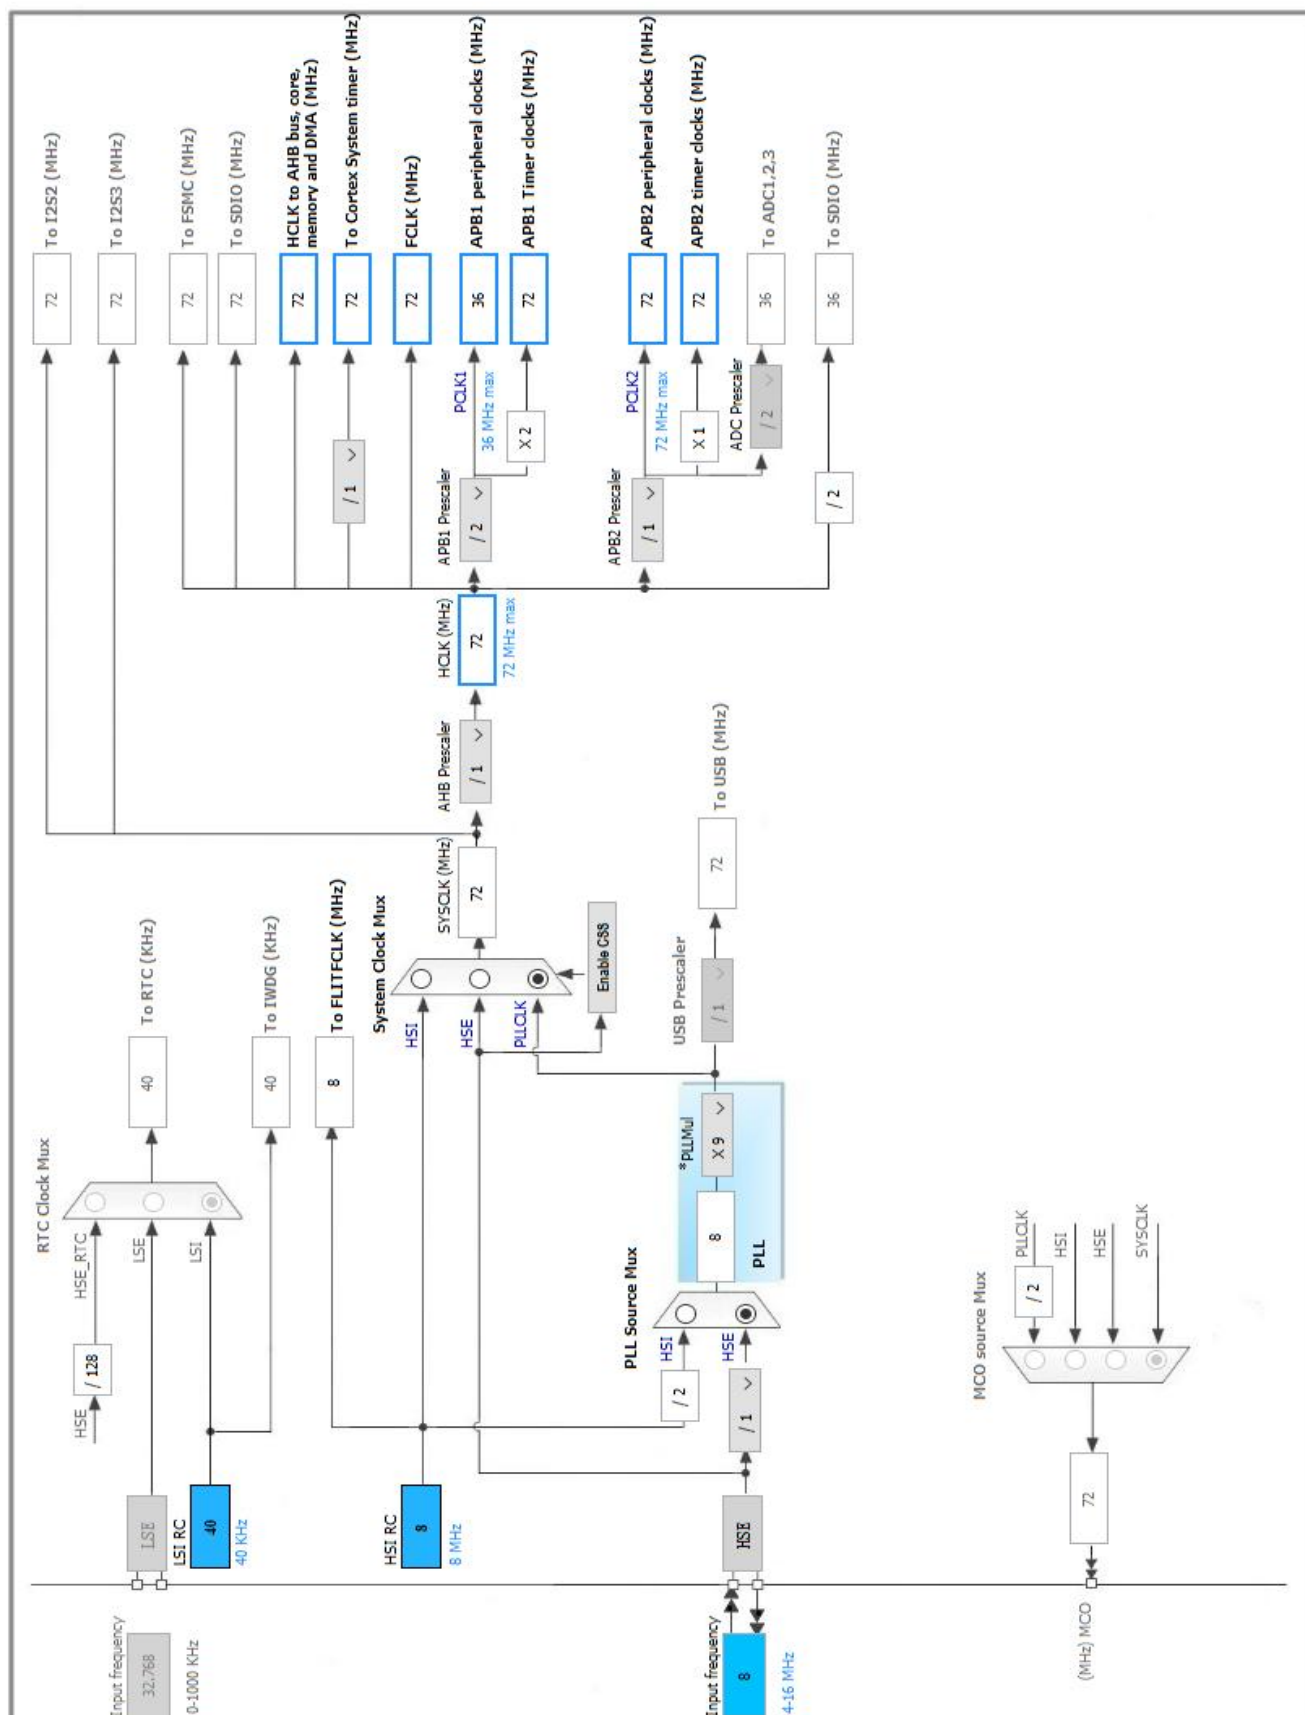 To I2S2 (MHz)
72
To I2S3 (MHz)
72
To FSMC (MHz)
72
To SDIO (MHz)
72
HCLK to AHB bus, core,
memory and DMA (MHz)
72
To Cortex System timer (MHz)
72
/ 1
FCLK (MHz)
72
APB1 peripheral clocks (MHz)
36
PCLK1
36 MHz max
APB1 Timer clocks (MHz)
72
X 2
APB1 Prescaler
/ 2
APB2 peripheral clocks (MHz)
72
PCLK2
72 MHz max
APB2 timer clocks (MHz)
72
X 1
APB2 Prescaler
/ 1
To ADC1,2,3
36
ADC Prescaler
/ 2
To SDIO (MHz)
36
/ 2
HCLK (MHz)
72
72 MHz max
AHB Prescaler
/ 1
SYSCLK (MHz)
72
System Clock Mux
HSI
HSE
PLLCLK
Enable CSS
To USB (MHz)
72
USB Prescaler
/ 1
To RTC (KHz)
40
To IWDG (KHz)
40
To FLITFCLK (MHz)
8
RTC Clock Mux
HSE_RTC
LSE
LSI
HSE
/ 128
*PLLMul
X 9
8
PLL
PLL Source Mux
HSI
HSE
/ 2
/ 1
LSE
LSI RC
40
40 KHz
HSI RC
8
8 MHz
HSE
Input frequency
32.768
0-1000 KHz
Input frequency
8
4-16 MHz
MCO source Mux
PLLCLK
/ 2
HSI
HSE
SYSCLK
72
(MHz) MCO